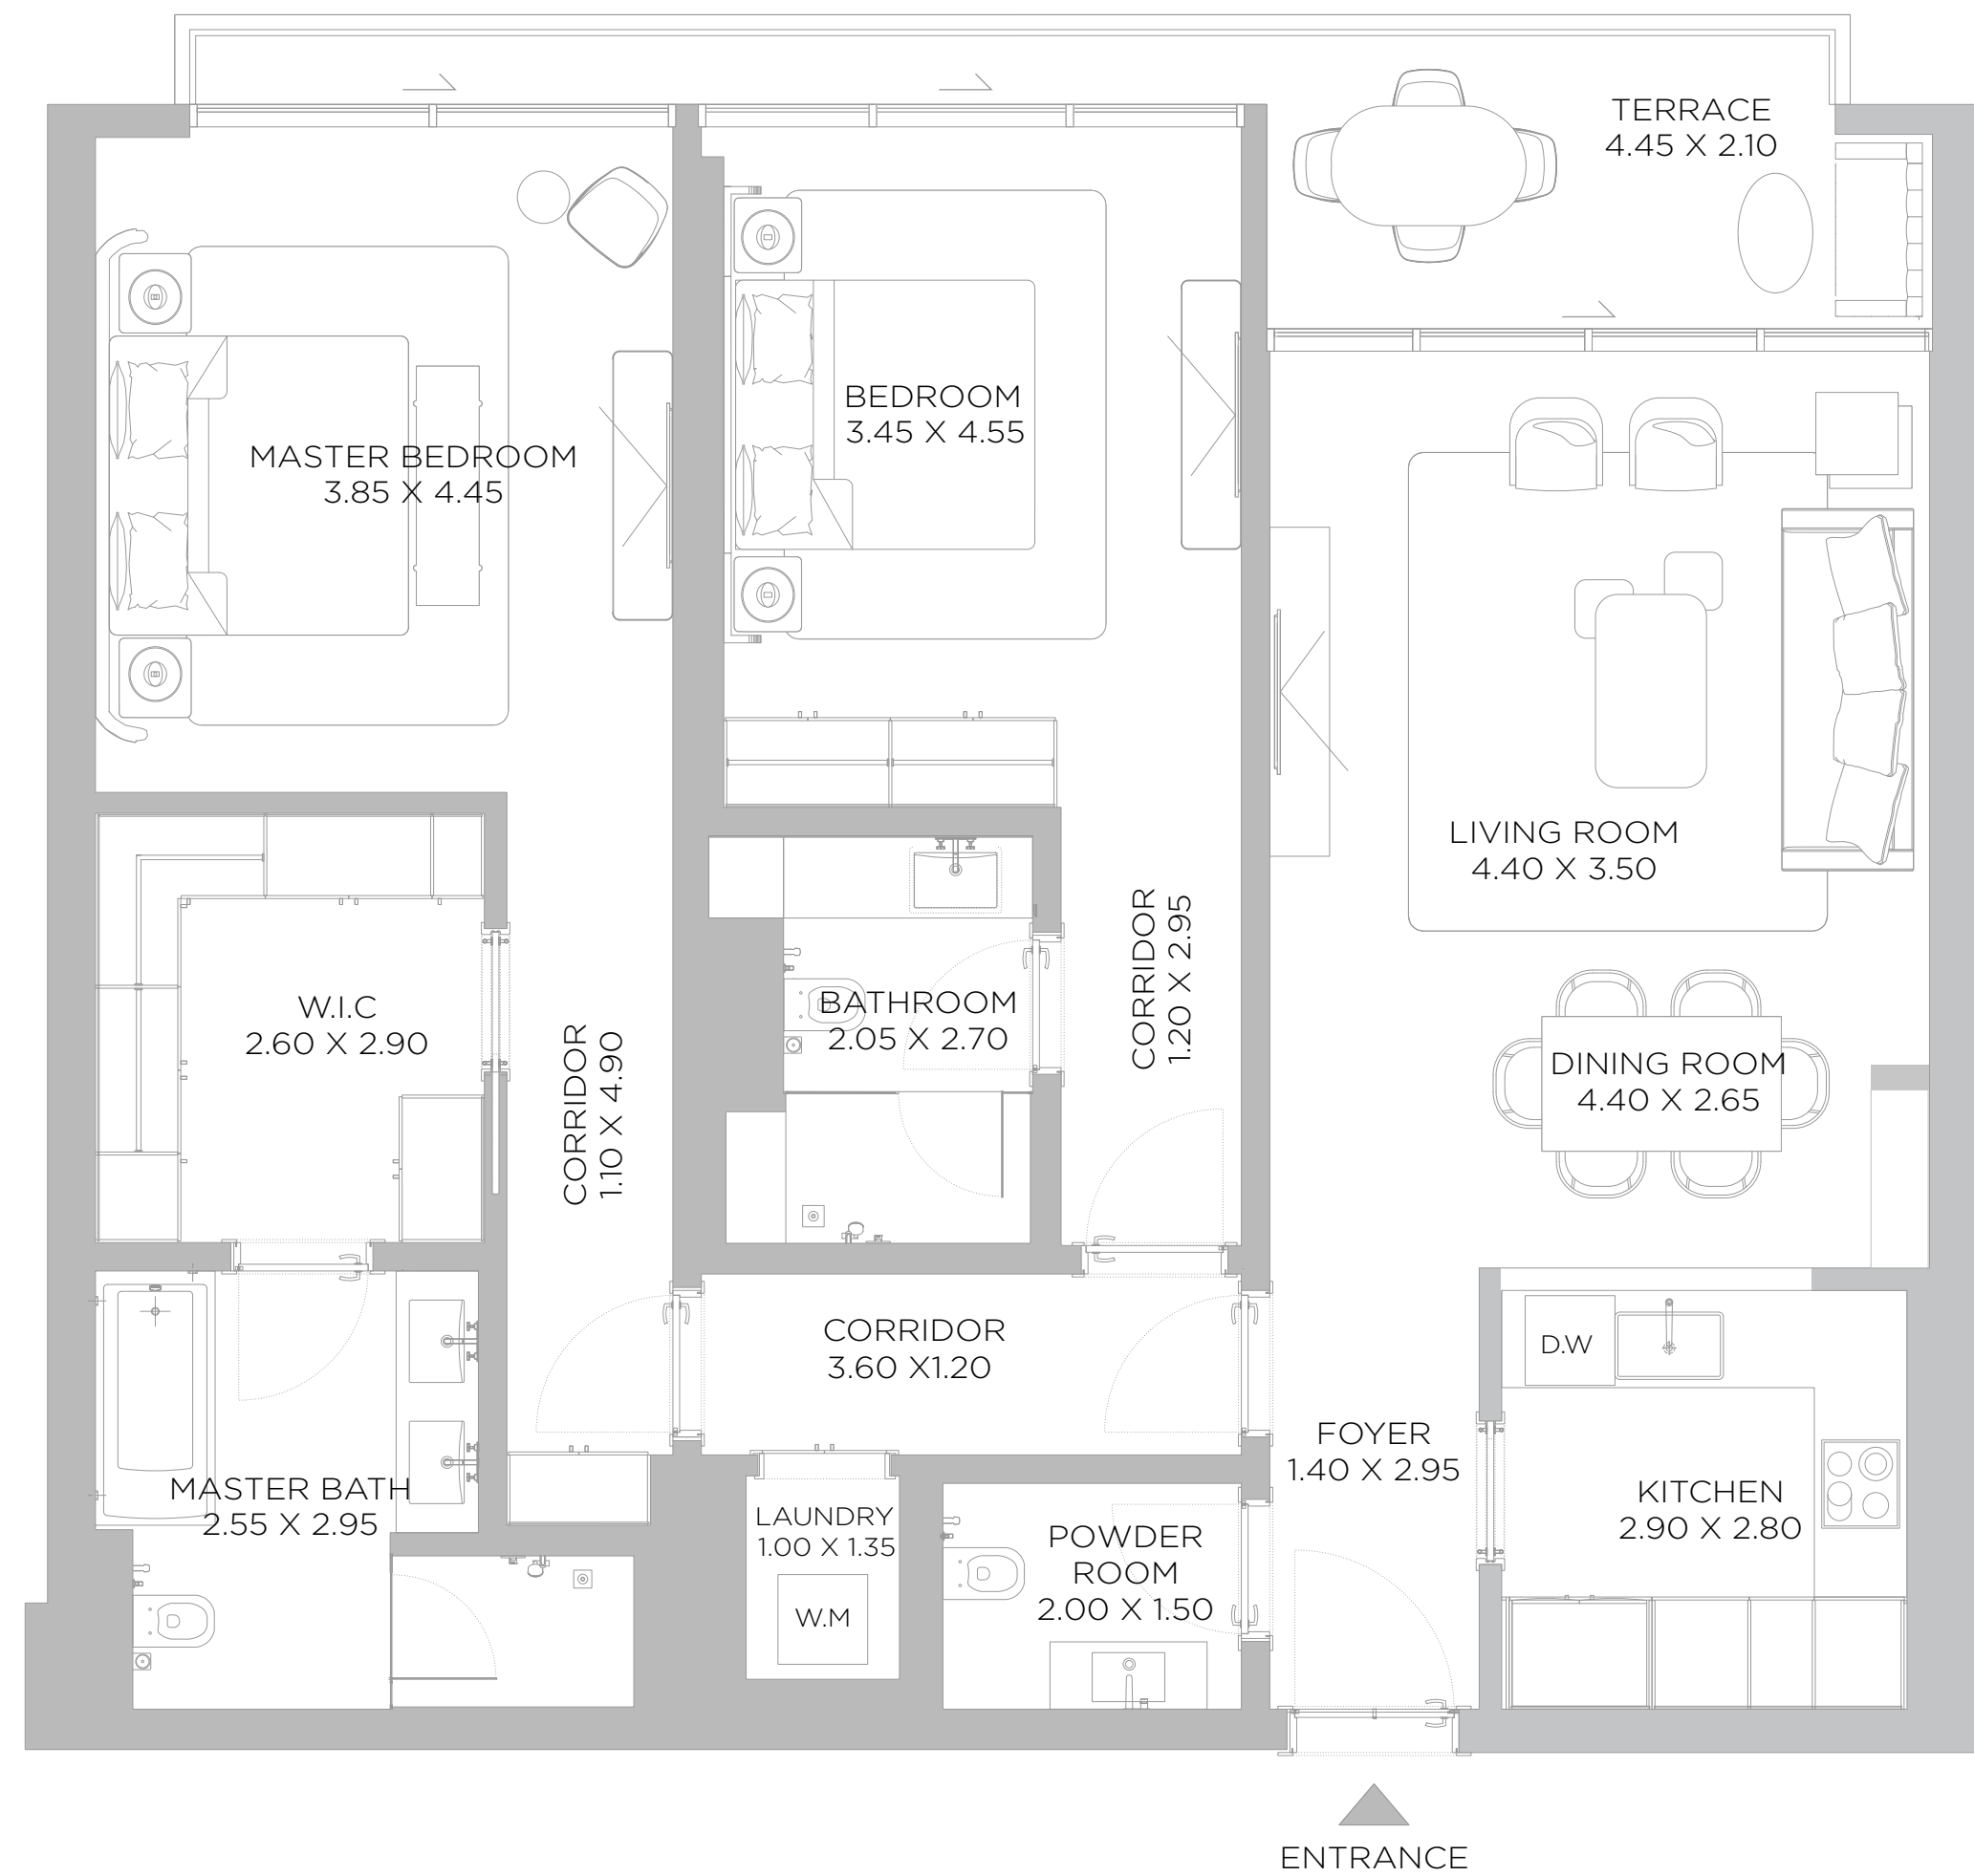 TERRACE
4.45 X 2.10
BEDROOM
3.45 X 4.55
MASTER BEDROOM
3.85 X 4.45
LIVING ROOM
4.40 X 3.50
CORRIDOR
1.20 X 2.95
W.I.C
2.60 X 2.90
BATHROOM
2.05 X 2.70
CORRIDOR
1.10 X 4.90
DINING ROOM
4.40 X 2.65
CORRIDOR
3.60 X1.20
D.W
FOYER
1.40 X 2.95
MASTER BATH
2.55 X 2.95
LAUNDRY
1.00 X 1.35
W.M
POWDER
ROOM
2.00 X 1.50
KITCHEN
2.90 X 2.80
ENTRANCE